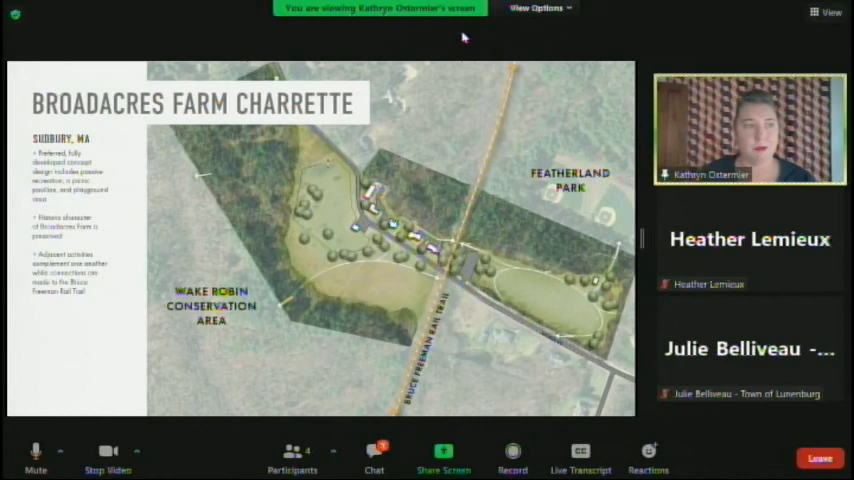 You are viewing Kathryn Ostermier's screen
View Options
View
BROADACRES FARM CHARRETTE
SUDBURY, MA
+ Preferred, fully
developed concept
design includes passive
recreation, a picnic
pavilion, and playground
area
+ Historic character
of Broadacres Farm is
preserved
+ Adjacent activities
complement one another
while connections can
made to the Bruce
Freeman Rail Trail
FEATHERLAND
PARK
WAKE ROBIN
CONSERVATION
AREA
BRUCE FREEMAN RAIL TRAIL
Kathryn Ostermier
Heather Lemieux
Heather Lemieux
Julie Belliveau -...
Julie Belliveau - Town of Lunenburg
Mute
Stop Video
4
Participants
Chat
Share Screen
Record
CC
Live Transcript
Reactions
Leave